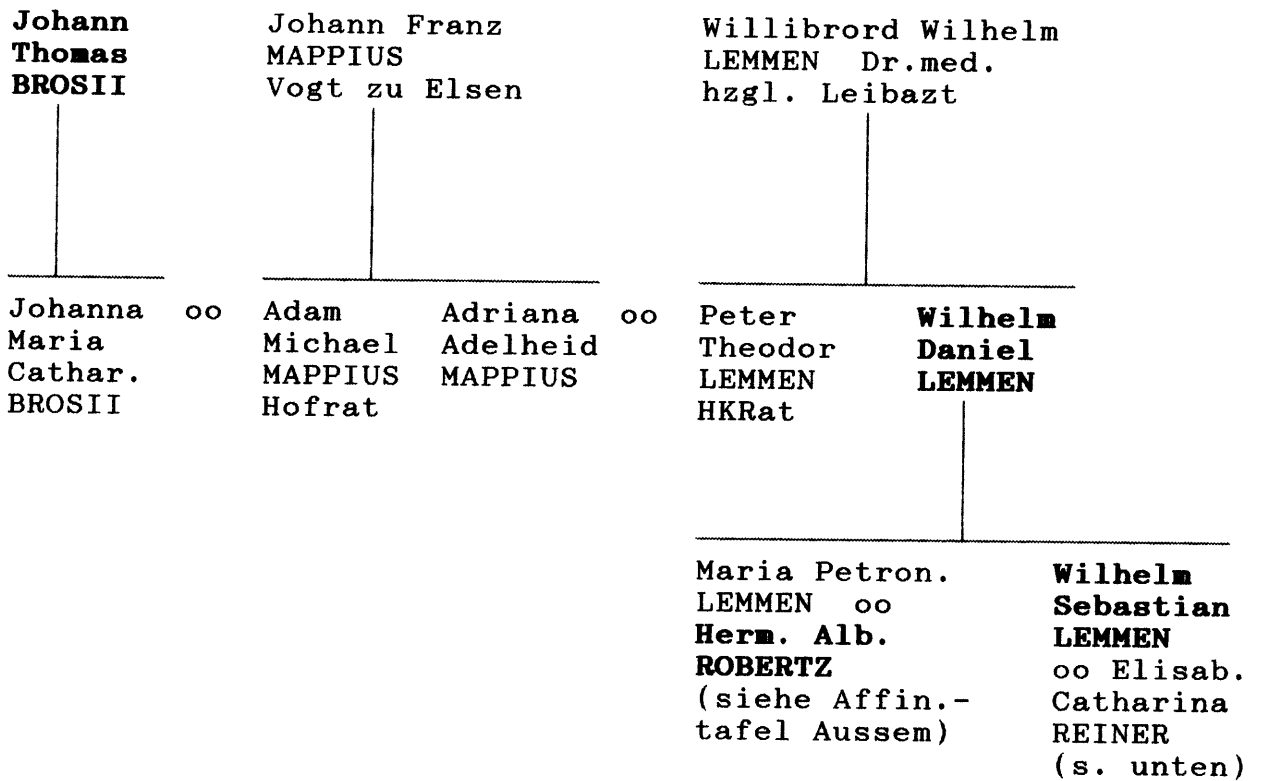 Johann
Thomas
BROSII
Johann Franz
MAPPIUS
Vogt zu Elsen
Willibrord Wilhelm
LEMMEN Dr.med.
hzgl. Leibazt
Johanna oo
Maria
Cathar.
BROSII
Adam
Michael
MAPPIUS
Hofrat
Adriana oo
Adelheid
MAPPIUS
Peter
Theodor
LEMMEN
HKRat
Wilhelm
Daniel
LEMMEN
Maria Petron.
LEMMEN oo
Herm. Alb.
ROBERTZ
(siehe Affin.-
tafel Aussem)
Wilhelm
Sebastian
LEMMEN
oo Elisab.
Catharina
REINER
(s. unten)